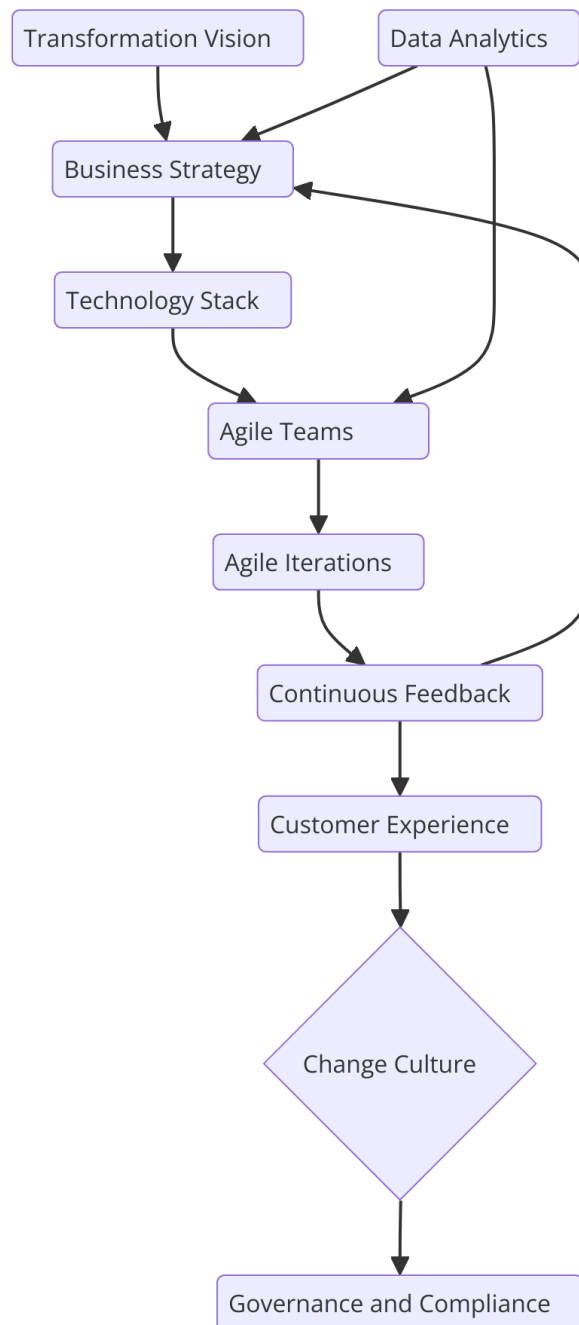 Transformation Vision
Data Analytics
Business Strategy
Technology Stack
Agile Teams
Agile Iterations
Continuous Feedback
Customer Experience
Change Culture
Governance and Compliance